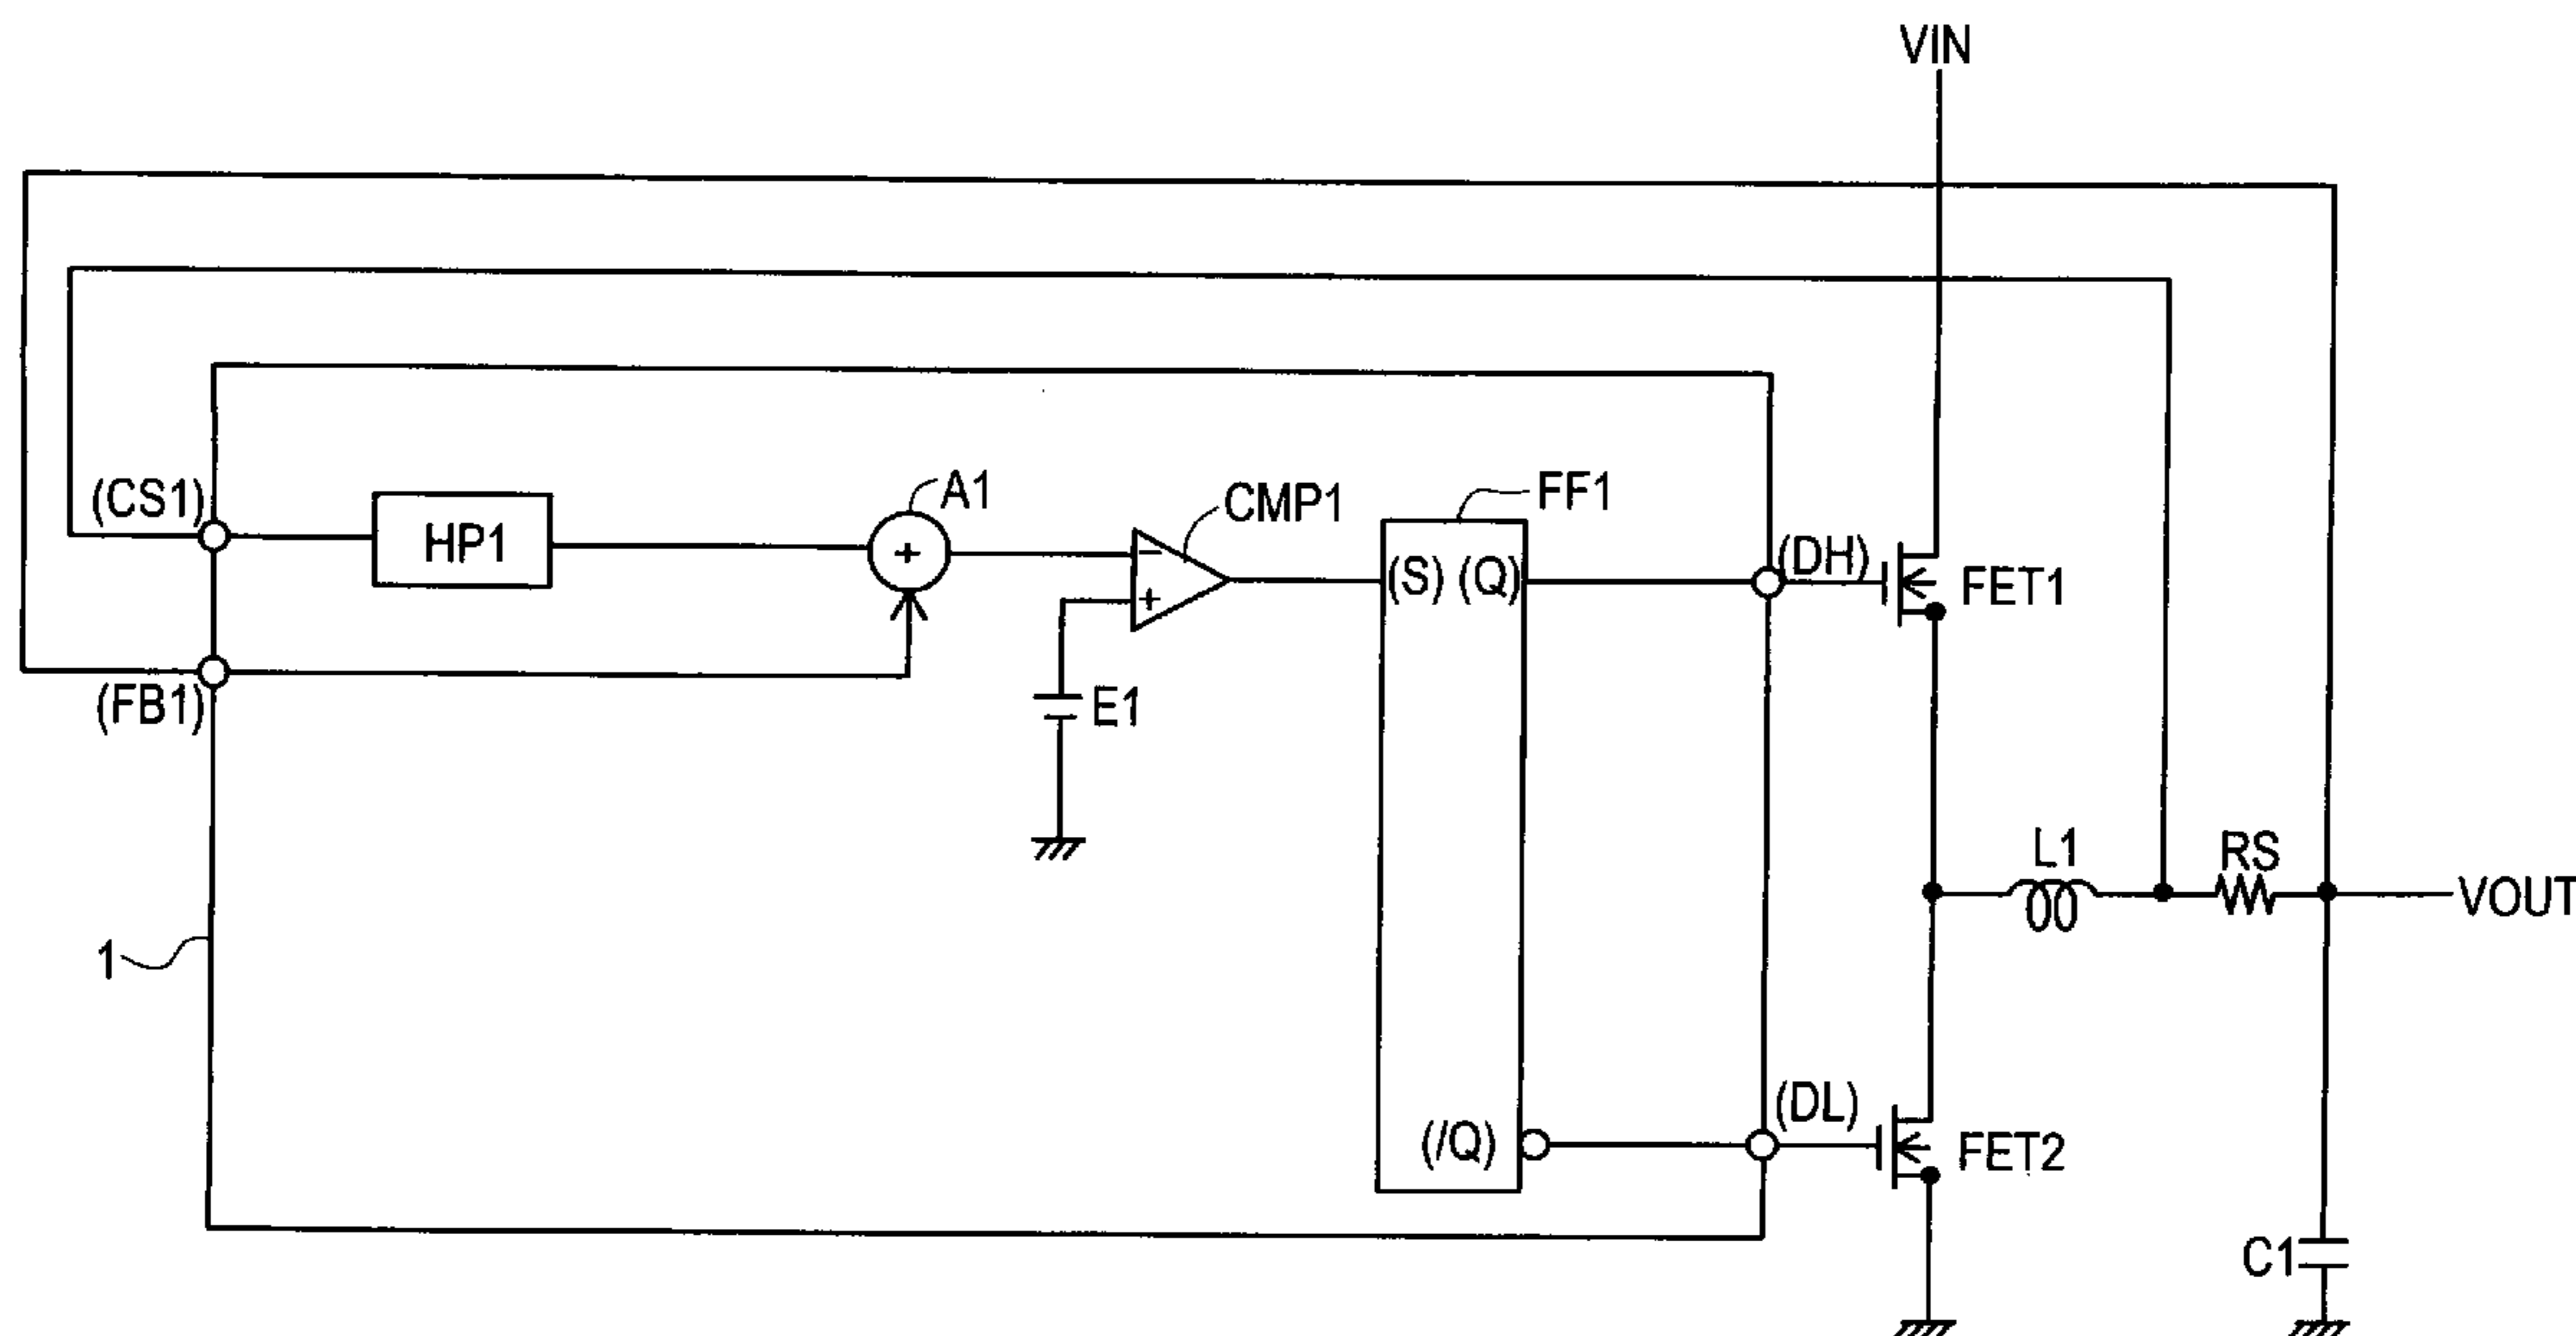 VIN
(CS1)
HP1
A1
+
CMP1
−
+
FF1
(S) (Q)
(DH)
FET1
(FB1)
E1
L1
RS
VOUT
1
(DL)
(/Q)
FET2
C1